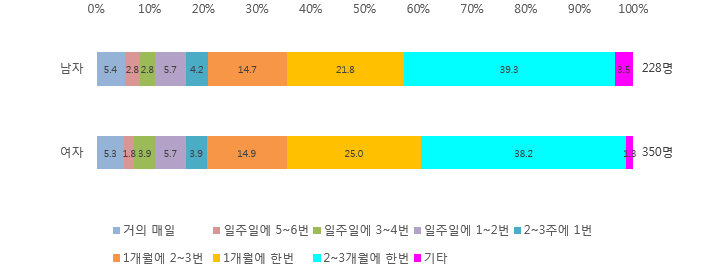 0% 10% 20% 30% 40% 50% 60% 70% 80% 90% 100%
남자 5.4 2.8 2.8 5.7 4.2 14.7 21.8 39.3 3.5 228명
여자 5.3 1.8 3.9 5.7 3.9 14.9 25.0 38.2 1.3 350명
거의 매일 일주일에 5~6번 일주일에 3~4번 일주일에 1~2번 2~3주에 1번
1개월에 2~3번 1개월에 한번 2~3개월에 한번 기타